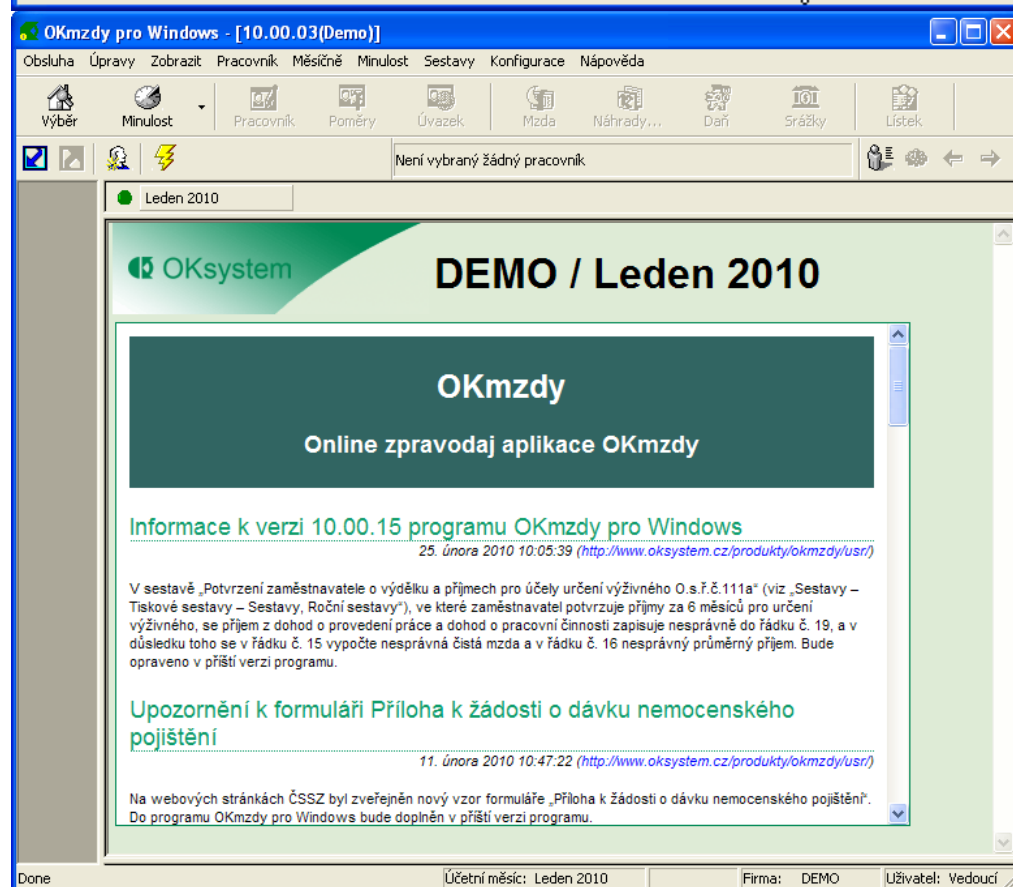 OKmzdy pro Windows - [10.00.03(Demo)]
Obsluha Úpravy Zobrazit Pracovník Měsíčně Minulost Sestavy Konfigurace Nápověda
Výběr Minulost Pracovník Poměry Úvazek Mzda Náhrady... Daň Srážky Lístek
Není vybraný žádný pracovník
Leden 2010
OKsystem
DEMO / Leden 2010
OKmzdy
Online zpravodaj aplikace OKmzdy
Informace k verzi 10.00.15 programu OKmzdy pro Windows
25. února 2010 10:05:39 (http://www.oksystem.cz/produkty/okmzdy/usr/)
V sestavě „Potvrzení zaměstnavatele o výdělku a příjmech pro účely určení výživného O.s.ř.č.111a“ (viz „Sestavy –
Tiskové sestavy – Sestavy, Roční sestavy“), ve které zaměstnavatel potvrzuje příjmy za 6 měsíců pro určení
výživného, se příjem z dohod o provedení práce a dohod o pracovní činnosti zapisuje nesprávně do řádku č. 19, a v
důsledku toho se v řádku č. 15 vypočte nesprávná čistá mzda a v řádku č. 16 nesprávný průměrný příjem. Bude
opraveno v příští verzi programu.
Upozornění k formuláři Příloha k žádosti o dávku nemocenského
pojištění
11. února 2010 10:47:22 (http://www.oksystem.cz/produkty/okmzdy/usr/)
Na webových stránkách ČSSZ byl zveřejněn nový vzor formuláře „Příloha k žádosti o dávku nemocenského pojištění“.
Do programu OKmzdy pro Windows bude doplněn v příští verzi programu.
Done Účetní měsíc: Leden 2010 Firma: DEMO Uživatel: Vedoucí